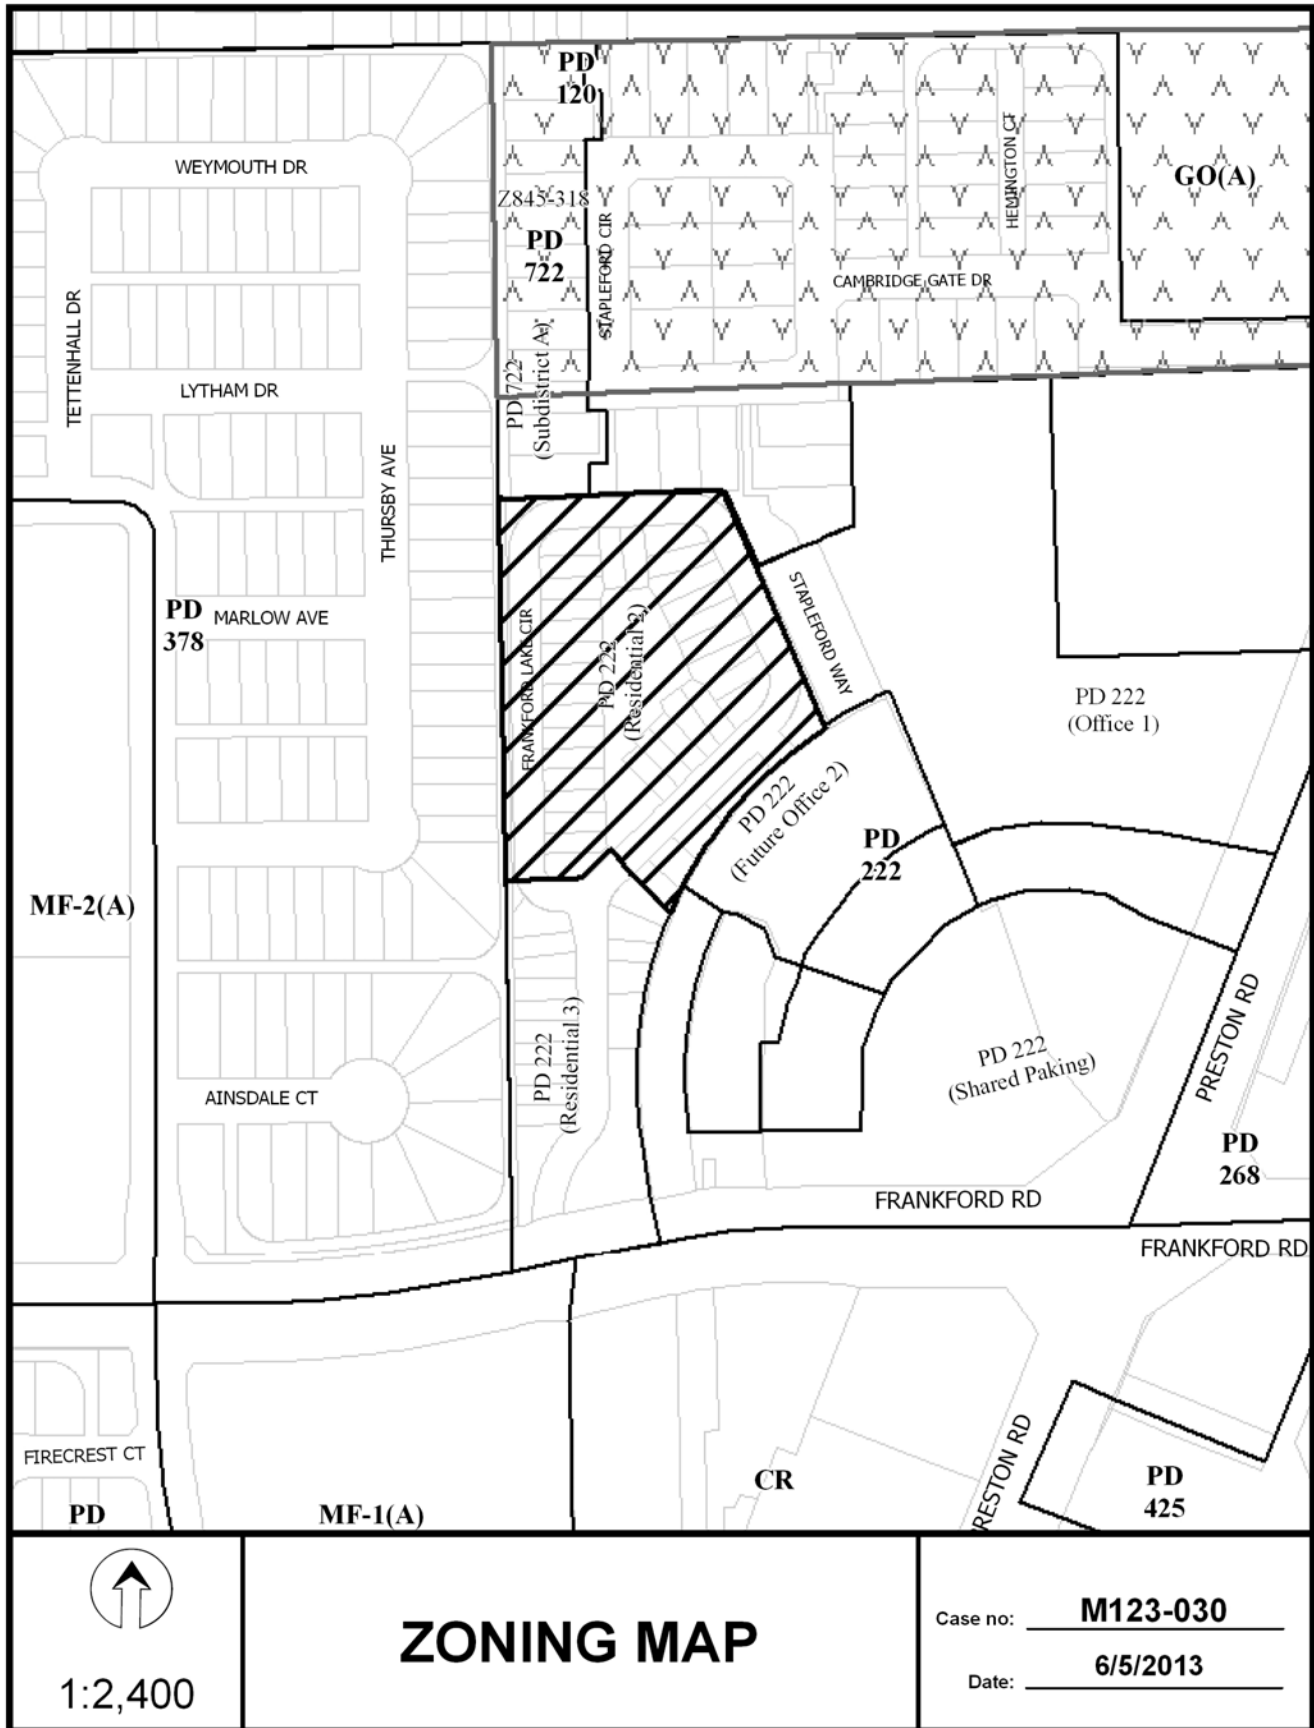 PD
120
WEYMOUTH DR
HEMINGTON CT
GO(A)
Z845-318
PD
722
STAPLEFORD CIR
CAMBRIDGE GATE DR
TETTENHALL DR
PD 722
(Subdistrict A)
LYTHAM DR
THURSBY AVE
PD
378
MARLOW AVE
FRANKFORD LAKE CIR
PD 222
(Residential 2)
STAPLEFORD WAY
PD 222
(Office 1)
PD 222
(Future Office 2)
PD
222
MF-2(A)
PD 222
(Residential 3)
PD 222
(Shared Paking)
PRESTON RD
AINSDALE CT
PD
268
FRANKFORD RD
FRANKFORD RD
FIRECREST CT
PD
MF-1(A)
CR
RESTON RD
PD
425
1:2,400
ZONING MAP
Case no: M123-030
Date: 6/5/2013